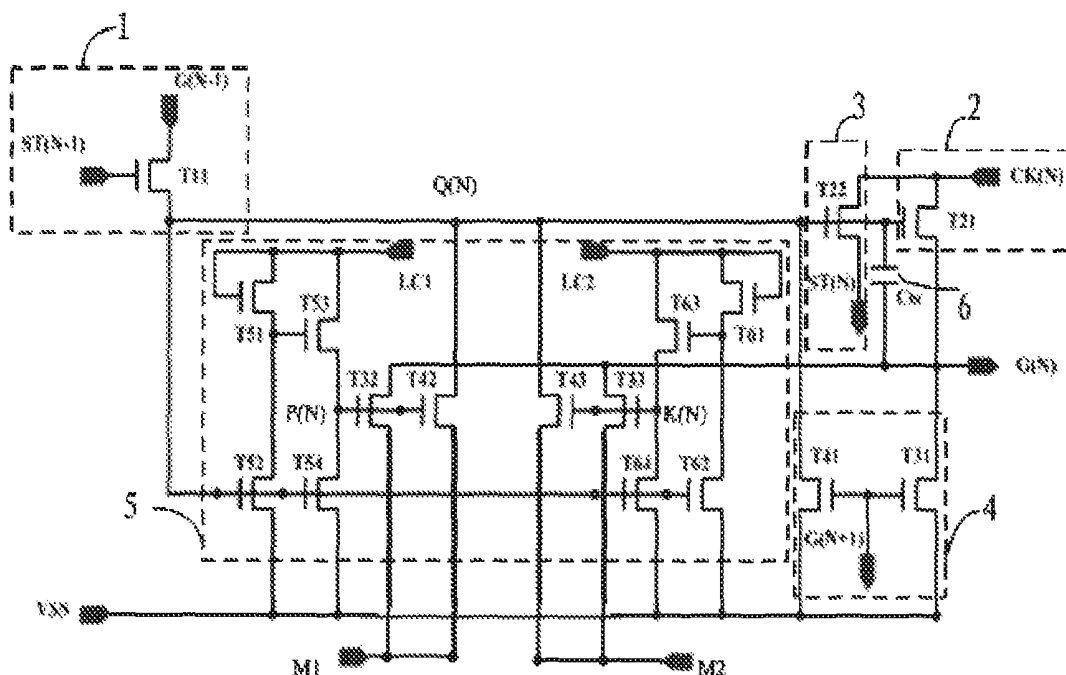 1
G(N-1)
ST(N-1)
T11
Q(N)
3
2
T22
CK(N)
T21
LC1
LC2
ST(N)
6
T51
T53
T63
T61
G(N)
T32
T42
T43
T33
P(N)
K(N)
T52
T54
T64
T62
T41
T31
5
G(N+1)
4
VSS
M1
M2